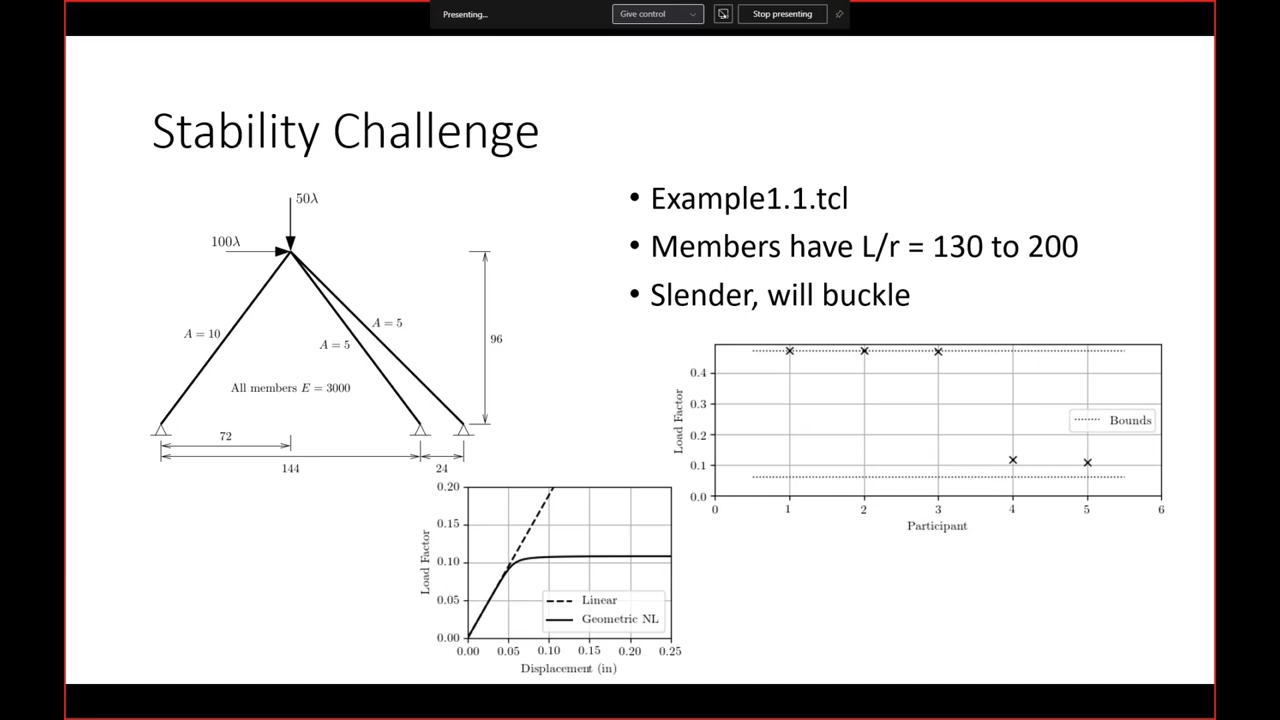 Presenting...
Give control
Stop presenting
Stability Challenge
50λ
100λ
A = 10
A = 5
A = 5
96
All members E = 3000
72
144
24
• Example1.1.tcl
• Members have L/r = 130 to 200
• Slender, will buckle
0.4
0.3
0.2
0.1
0.0
Load Factor
Bounds
0
1
2
3
4
5
6
Participant
0.20
0.15
0.10
0.05
0.00
Load Factor
Linear
Geometric NL
0.00
0.05
0.10
0.15
0.20
0.25
Displacement (in)